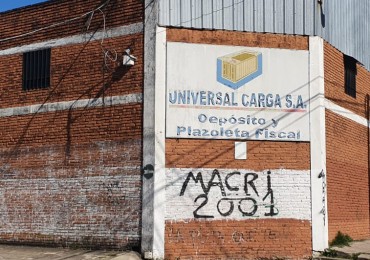 UNIVERSAL CARGA S.A.
Depósito y
Plazoleta Fiscal
MACRi
2001